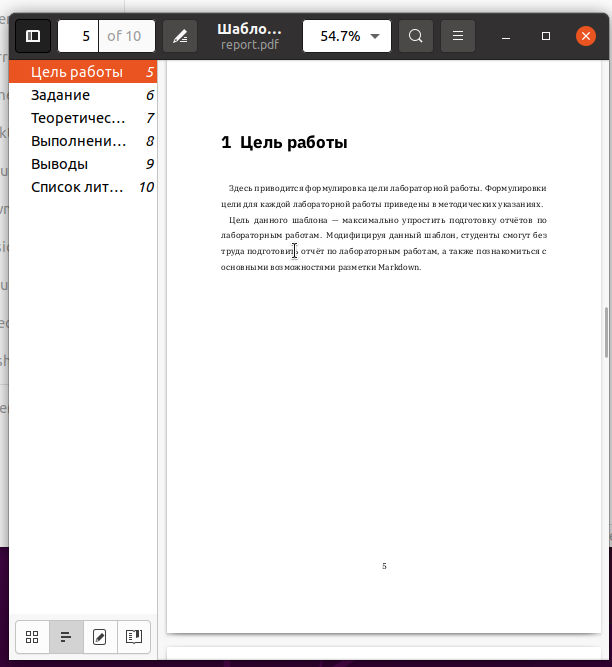 5 of 10
Шабло...
report.pdf
54.7%
Цель работы 5
Задание 6
Теоретичес... 7
Выполнени... 8
Выводы 9
Список лит... 10
1 Цель работы
Здесь приводится формулировка цели лабораторной работы. Формулировки
цели для каждой лабораторной работы приведены в методических указаниях.
Цель данного шаблона — максимально упростить подготовку отчётов по
лабораторным работам. Модифицируя данный шаблон, студенты смогут без
труда подготовить отчёт по лабораторным работам, а также познакомиться с
основными возможностями разметки Markdown.
5